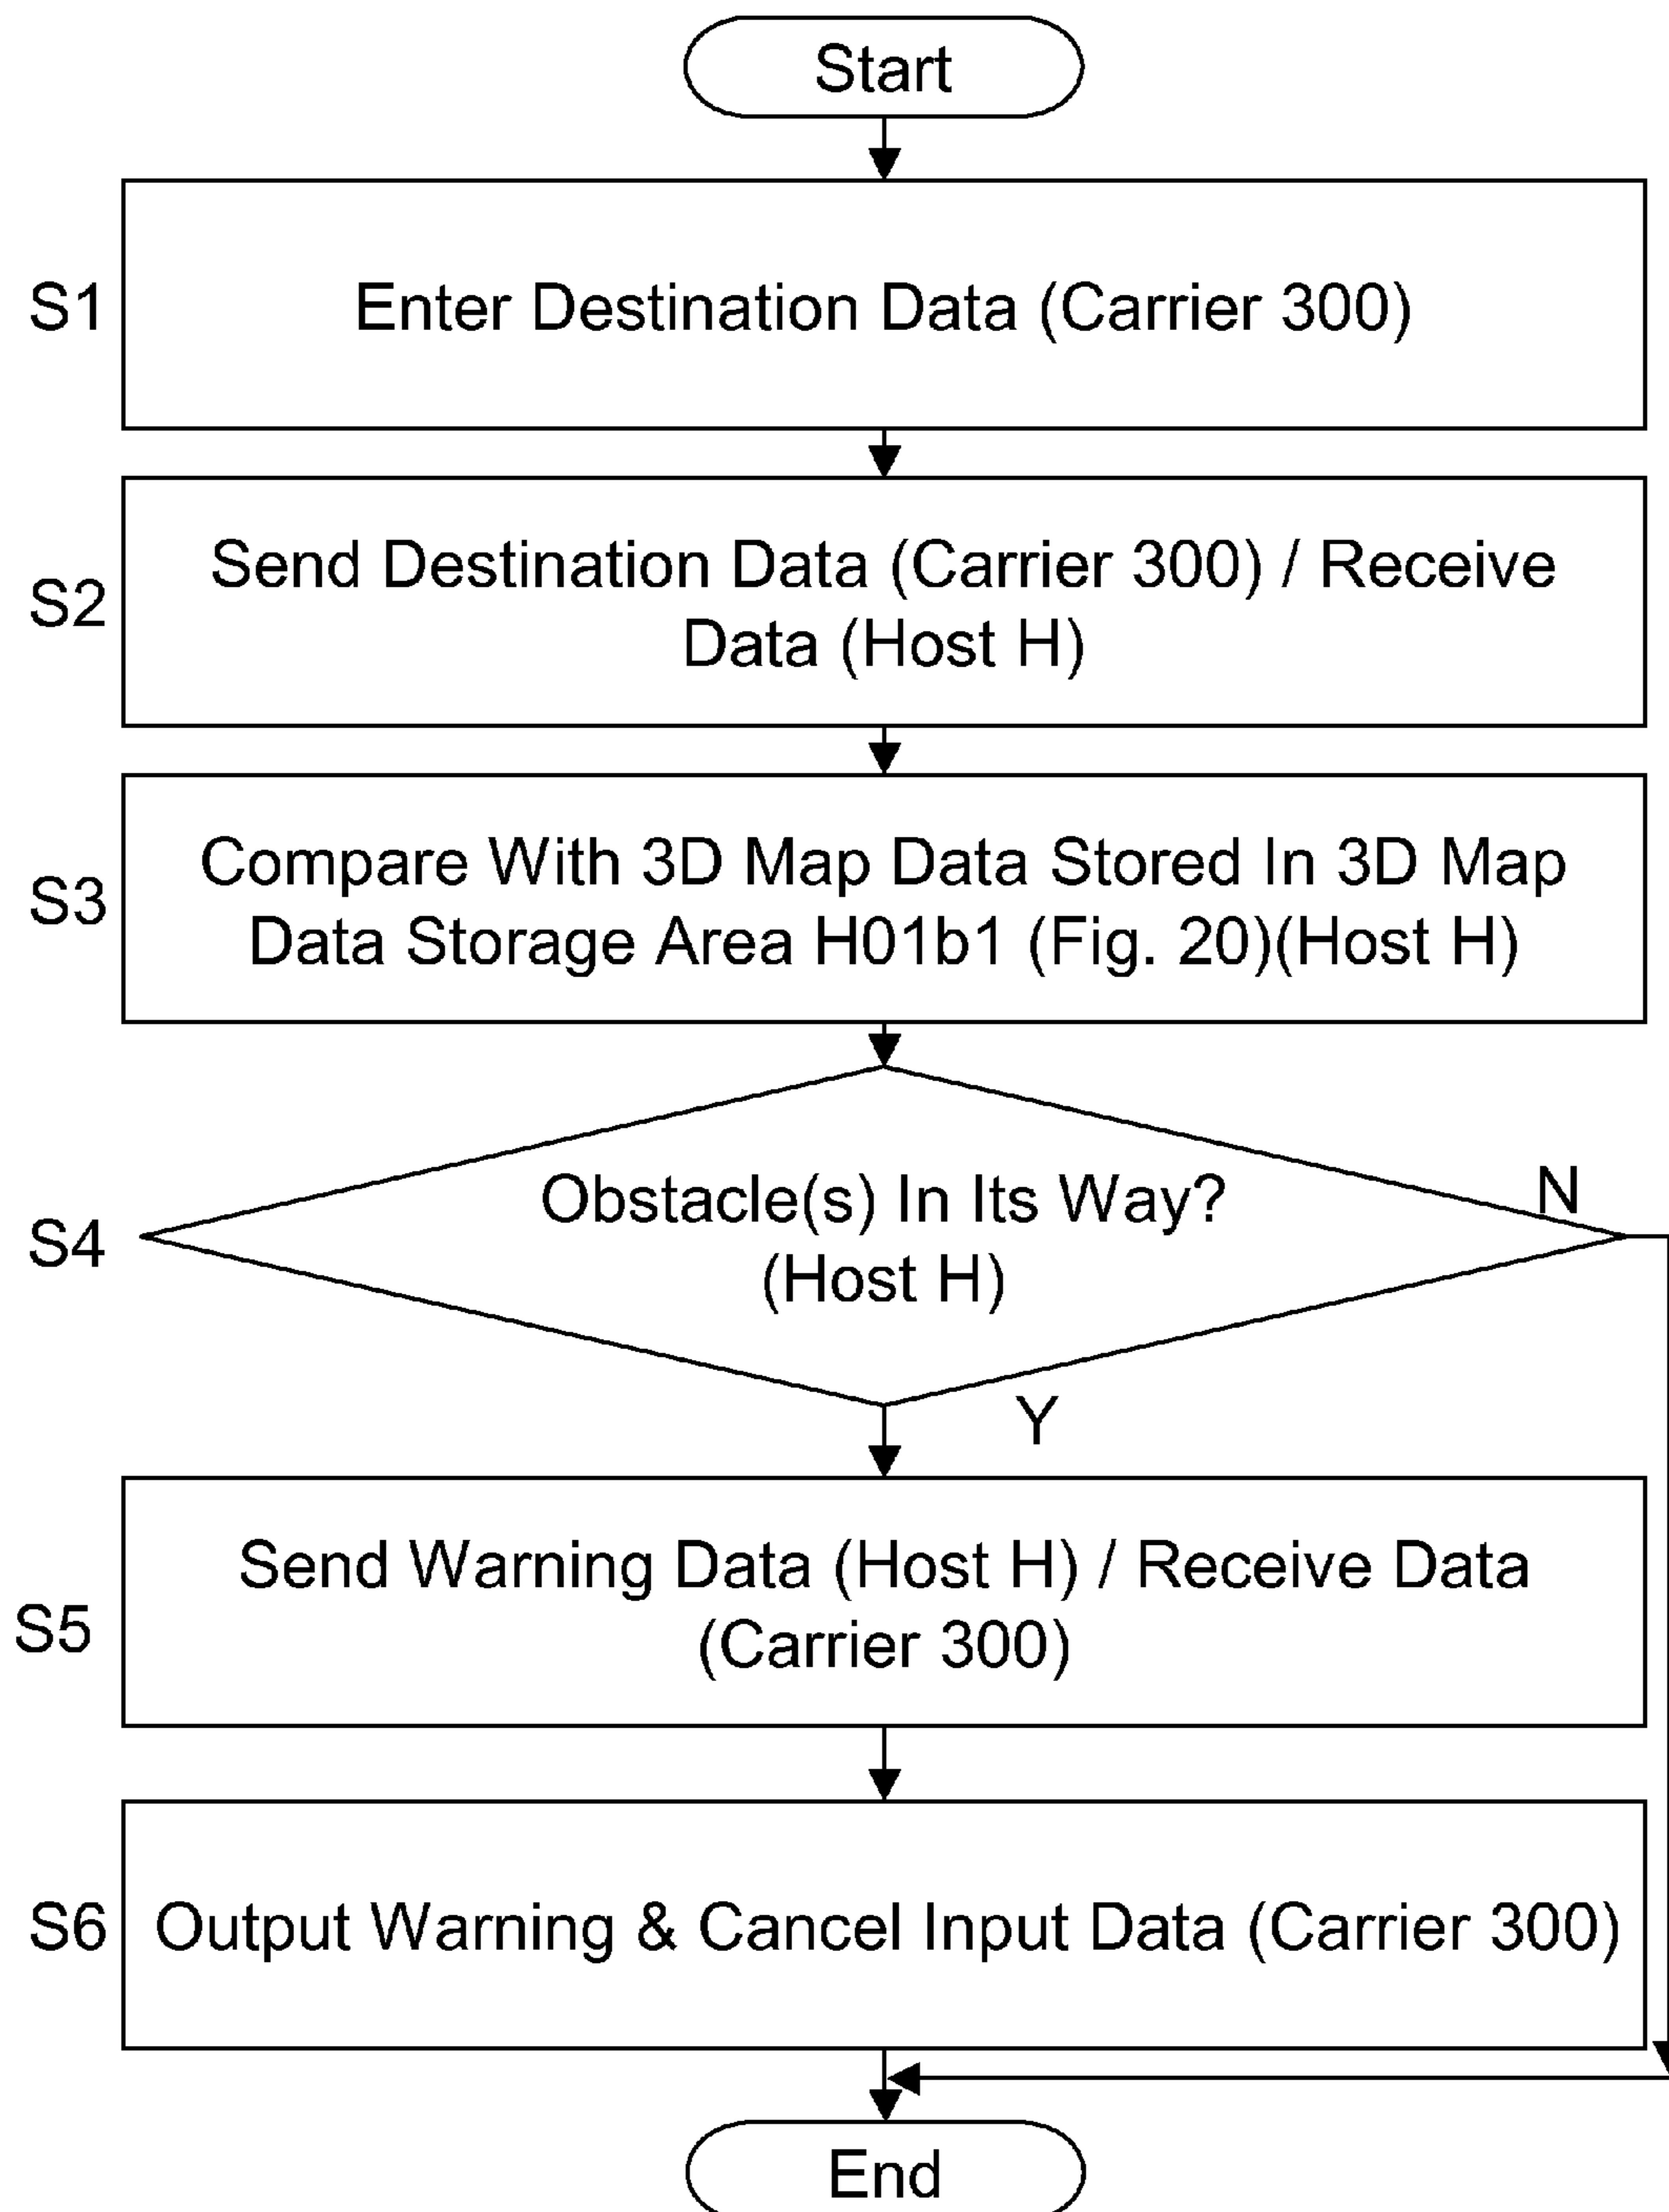 Start
S1
Enter Destination Data (Carrier 300)
S2
Send Destination Data (Carrier 300) / Receive
Data (Host H)
S3
Compare With 3D Map Data Stored In 3D Map
Data Storage Area H01b1 (Fig. 20)(Host H)
S4
Obstacle(s) In Its Way?
(Host H)
N
Y
S5
Send Warning Data (Host H) / Receive Data
(Carrier 300)
S6
Output Warning & Cancel Input Data (Carrier 300)
End